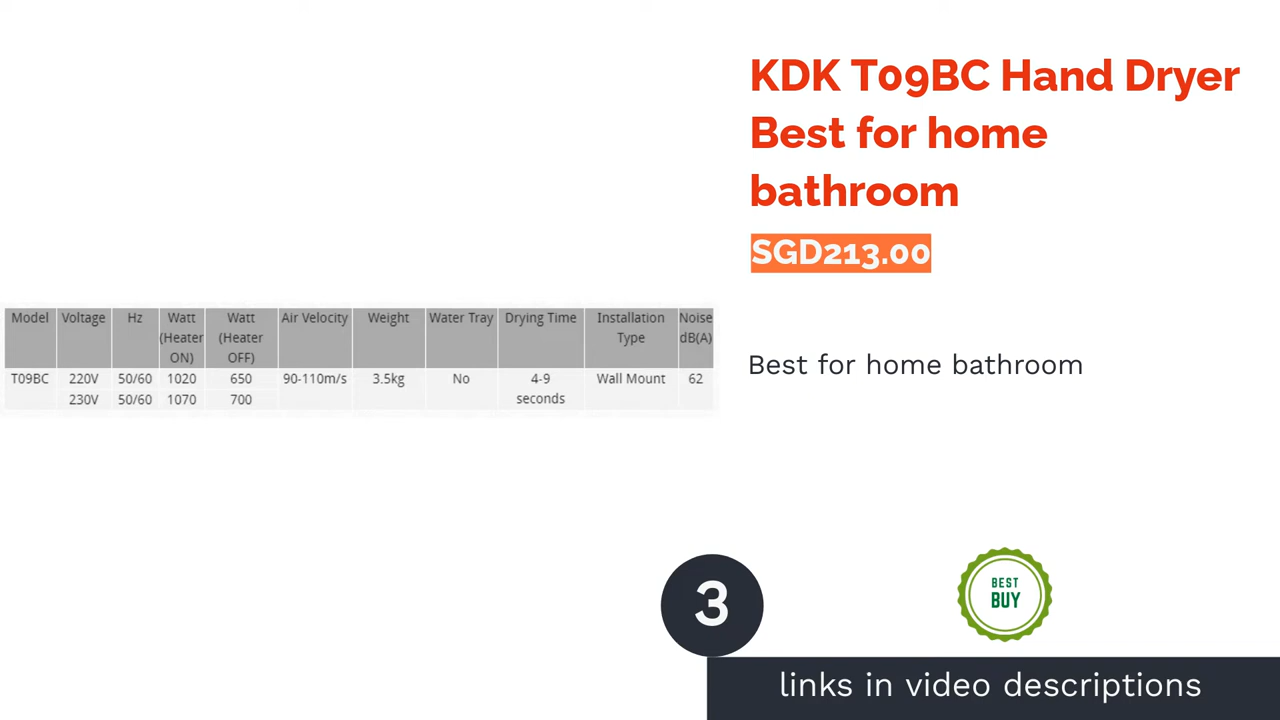 KDK T09BC Hand Dryer
Best for home
bathroom
SGD213.00
Model Voltage Hz Watt (Heater ON) Watt (Heater OFF) Air Velocity Weight Water Tray Drying Time Installation Type Noise dB(A)
T09BC 220V 50/60 1020 650 90-110m/s 3.5kg No 4-9 seconds Wall Mount 62
230V 50/60 1070 700
Best for home bathroom
3
BEST
BUY
links in video descriptions